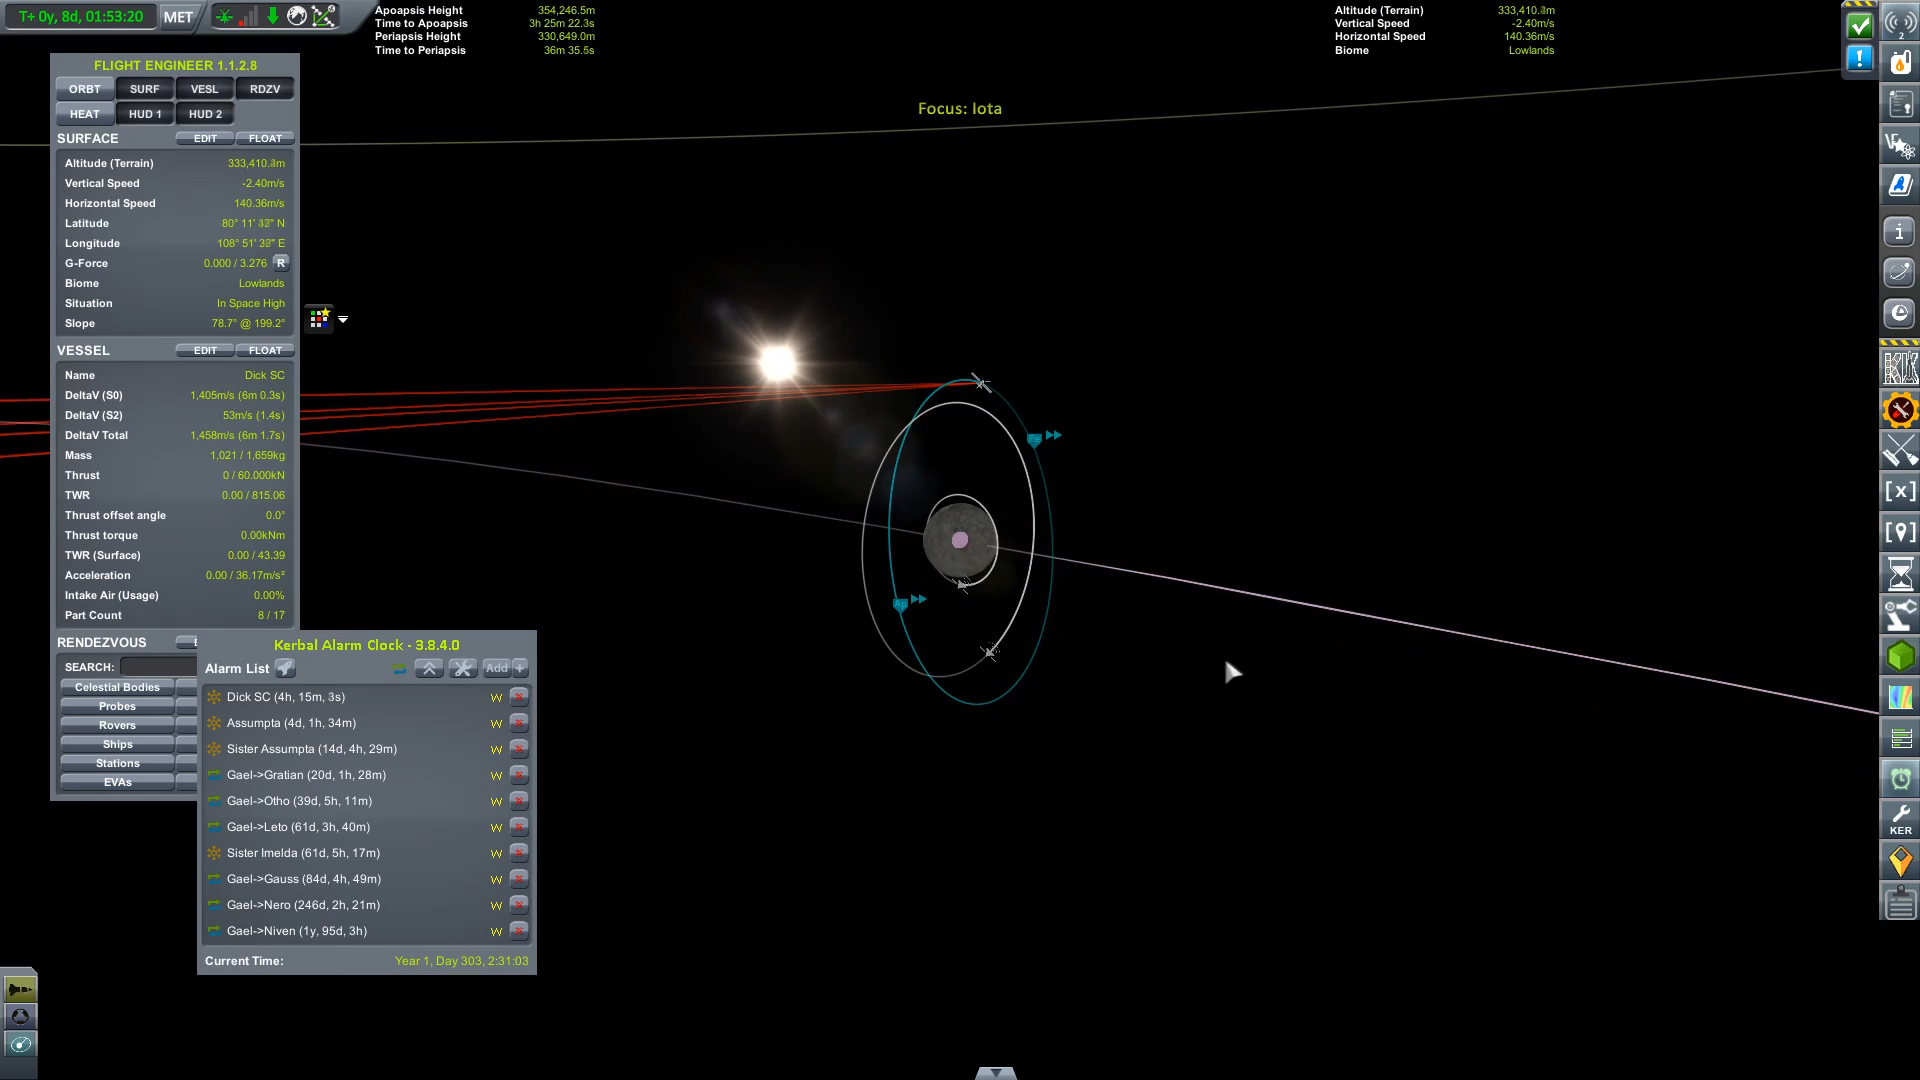 T+ 0y, 8d, 01:53:20 MET
Apoapsis Height 354,246.5m
Time to Apoapsis 3h 25m 22.3s
Periapsis Height 330,649.0m
Time to Periapsis 36m 35.5s
Altitude (Terrain)
Vertical Speed -2.40m/s
Horizontal Speed 140.36m/s
Biome Lowlands
Focus: Iota
FLIGHT ENGINEER 1.1.2.8
ORBT SURF VESL RDZV
HEAT HUD 1 HUD 2
SURFACE EDIT FLOAT
Altitude (Terrain)
Vertical Speed -2.40m/s
Horizontal Speed 140.36m/s
Latitude 80° 11' N
Longitude 108° 51' E
G-Force 0.000 / 3.276 R
Biome Lowlands
Situation In Space High
Slope 78.7° @ 199.2°
VESSEL EDIT FLOAT
Name Dick SC
DeltaV (S0) 1,405m/s (6m 0.3s)
DeltaV (S2) 53m/s (1.4s)
DeltaV Total 1,458m/s (6m 1.7s)
Mass 1,021 / 1,659kg
Thrust 0 / 60.000kN
TWR 0.00 / 815.06
Thrust offset angle 0.0°
Thrust torque 0.00kNm
TWR (Surface) 0.00 / 43.39
Acceleration 0.00 / 36.17m/s²
Intake Air (Usage) 0.00%
Part Count 8 / 17
RENDEZVOUS
SEARCH:
Celestial Bodies
Probes
Rovers
Ships
Stations
EVAs
Kerbal Alarm Clock - 3.8.4.0
Alarm List Add +
Dick SC (4h, 15m, 3s) W
Assumpta (4d, 1h, 34m) W
Sister Assumpta (14d, 4h, 29m) W
Gael->Gratian (20d, 1h, 28m) W
Gael->Otho (39d, 5h, 11m) W
Gael->Leto (61d, 3h, 40m) W
Sister Imelda (61d, 5h, 17m) W
Gael->Gauss (84d, 4h, 49m) W
Gael->Nero (246d, 2h, 21m) W
Gael->Niven (1y, 95d, 3h) W
Current Time: Year 1, Day 303, 2:31:03
Pe
Ap
2
[x]
KER